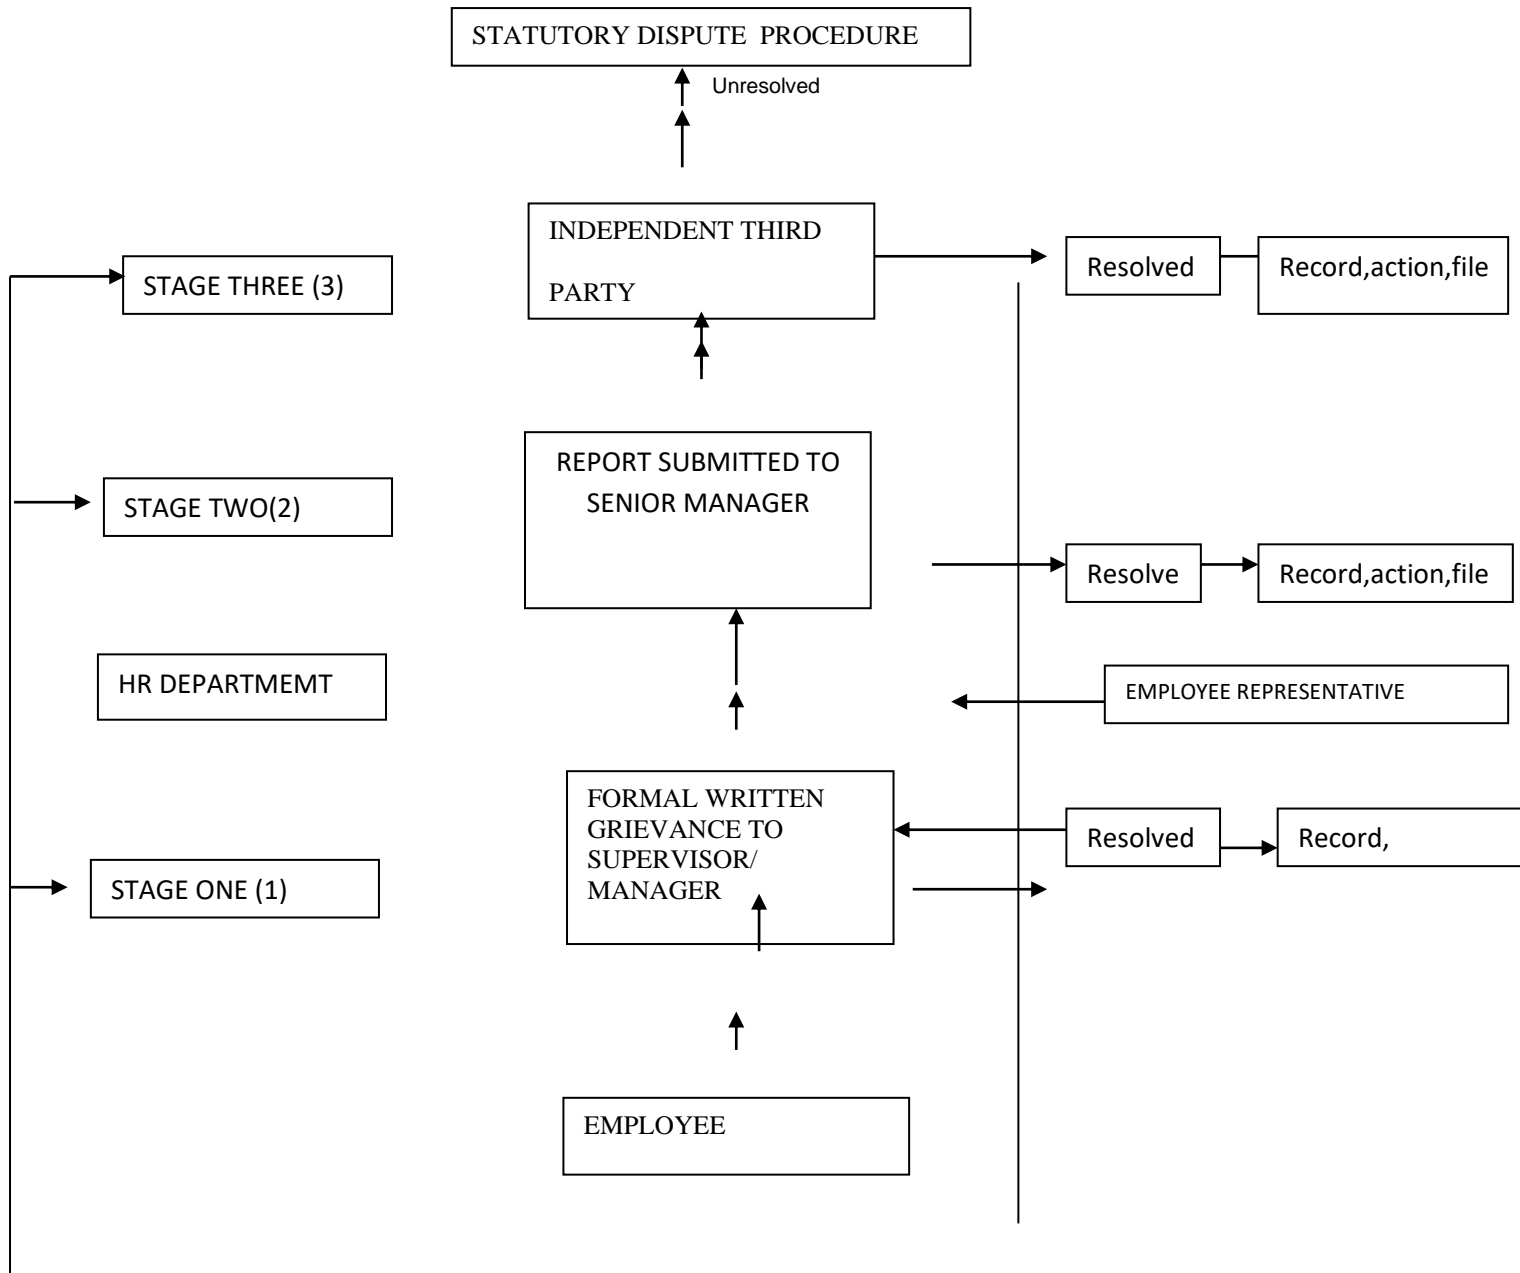 STATUTORY DISPUTE  PROCEDURE
Unresolved
INDEPENDENT THIRD
PARTY
STAGE THREE (3)
Resolved
Record,action,file
REPORT SUBMITTED TO
SENIOR MANAGER
STAGE TWO(2)
Resolve
Record,action,file
HR DEPARTMEMT
EMPLOYEE REPRESENTATIVE
FORMAL WRITTEN
GRIEVANCE TO
SUPERVISOR/
MANAGER
Resolved
Record,
STAGE ONE (1)
EMPLOYEE